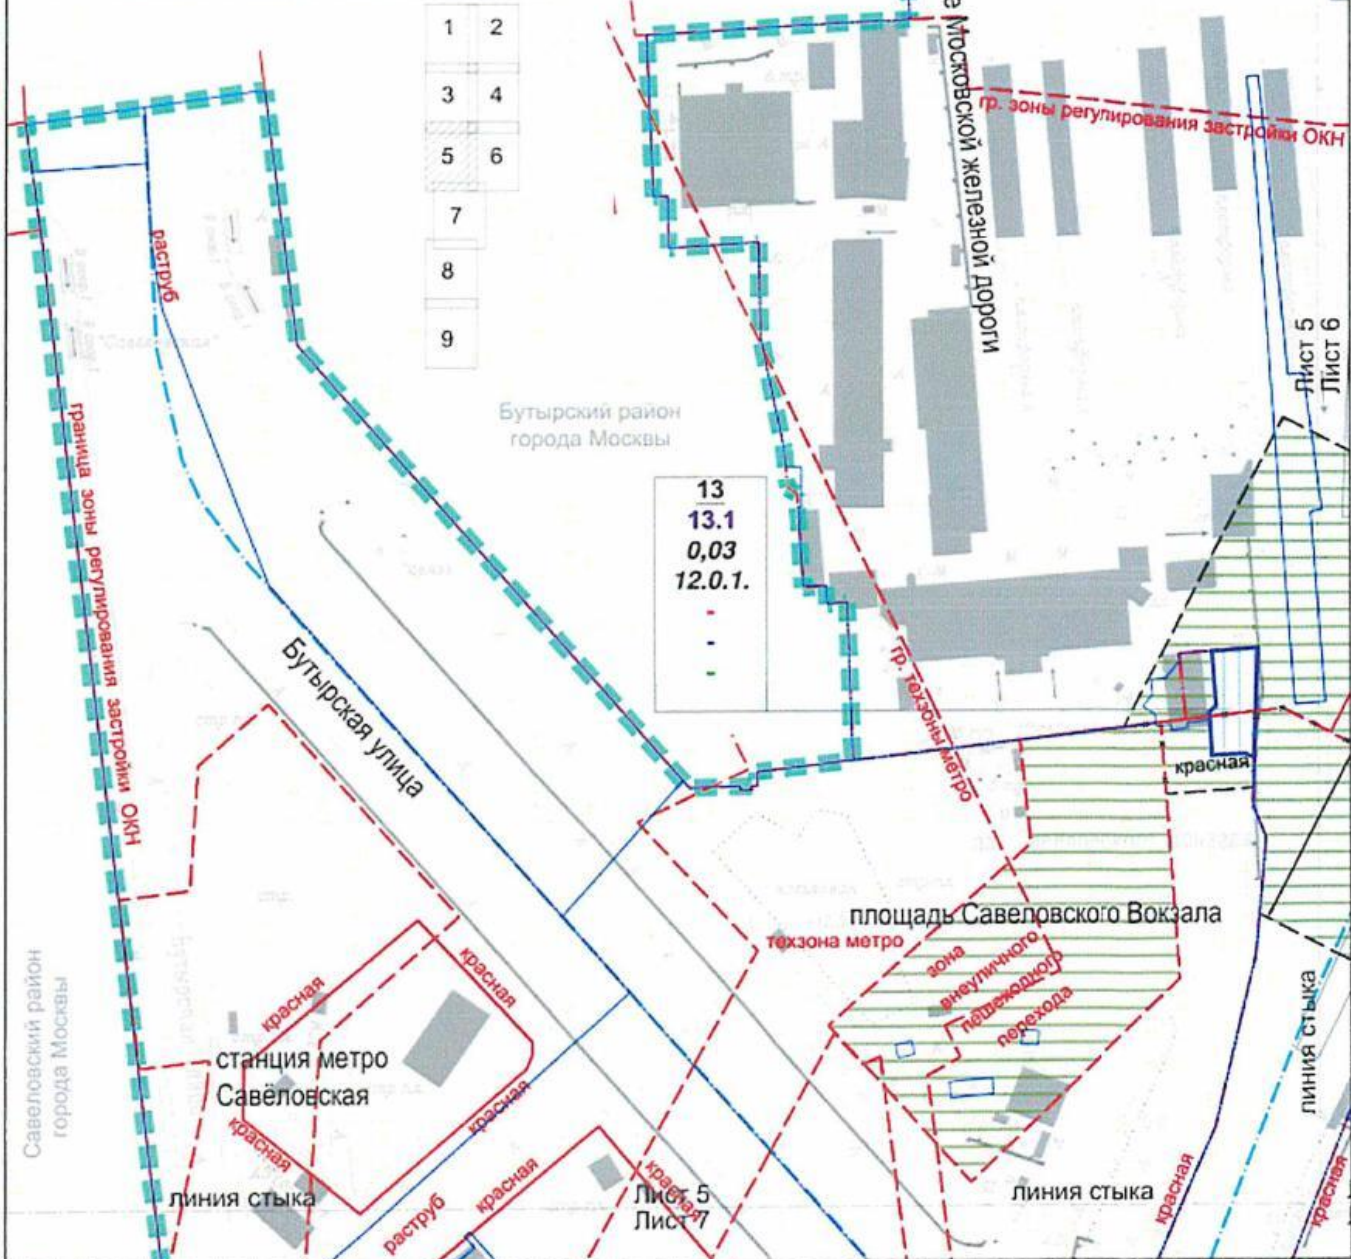 1 2
3 4
5 6
7
8
9
е Московской железной дороги
гр. зоны регулирования застройки ОКН
раструб
Лист 5
Лист 6
граница зоны регулирования застройки ОКН
Бутырский район
города Москвы
13
13.1
0,03
12.0.1.
-
-
-
Бутырская улица
гр. техзоны метро
красная
площадь Савеловского Вокзала
техзона метро
зона
внеуличного
пешеходного
перехода
Савеловский район
города Москвы
красная
красная
станция метро
Савёловская
красная
красная
линия стыка
линия стыка
раструб
красная
красная
Лист 5
Лист 7
линия стыка
красная
красная